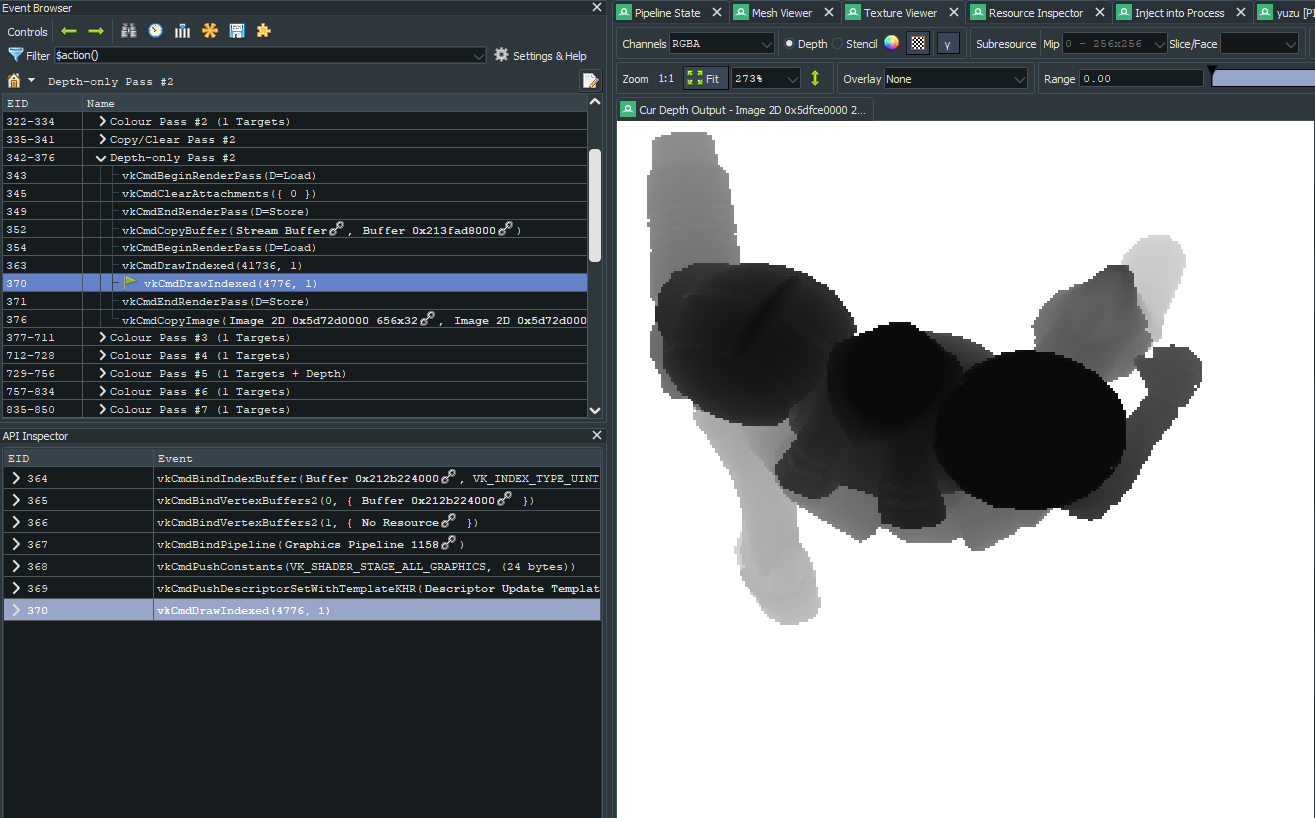 Event Browser
Controls
Filter $action() Settings & Help
Depth-only Pass #2
EID Name
322-334 Colour Pass #2 (1 Targets)
335-341 Copy/Clear Pass #2
342-376 Depth-only Pass #2
343 vkCmdBeginRenderPass(D=Load)
345 vkCmdClearAttachments({ 0 })
349 vkCmdEndRenderPass(D=Store)
352 vkCmdCopyBuffer(Stream Buffer, Buffer 0x213fad8000)
354 vkCmdBeginRenderPass(D=Load)
363 vkCmdDrawIndexed(41736, 1)
370 vkCmdDrawIndexed(4776, 1)
371 vkCmdEndRenderPass(D=Store)
376 vkCmdCopyImage(Image 2D 0x5d72d0000 656x32, Image 2D 0x5d72d000
377-711 Colour Pass #3 (1 Targets)
712-728 Colour Pass #4 (1 Targets)
729-756 Colour Pass #5 (1 Targets + Depth)
757-834 Colour Pass #6 (1 Targets)
835-850 Colour Pass #7 (1 Targets)
API Inspector
EID Event
364 vkCmdBindIndexBuffer(Buffer 0x212b224000, VK_INDEX_TYPE_UINT
365 vkCmdBindVertexBuffers2(0, { Buffer 0x212b224000 })
366 vkCmdBindVertexBuffers2(1, { No Resource })
367 vkCmdBindPipeline(Graphics Pipeline 1158)
368 vkCmdPushConstants(VK_SHADER_STAGE_ALL_GRAPHICS, (24 bytes))
369 vkCmdPushDescriptorSetWithTemplateKHR(Descriptor Update Templat
370 vkCmdDrawIndexed(4776, 1)
Pipeline State Mesh Viewer Texture Viewer Resource Inspector Inject into Process yuzu [P
Channels RGBA Depth Stencil γ Subresource Mip 0 - 256x256 Slice/Face
Zoom 1:1 Fit 273% Overlay None Range 0.00
Cur Depth Output - Image 2D 0x5dfce0000 2...